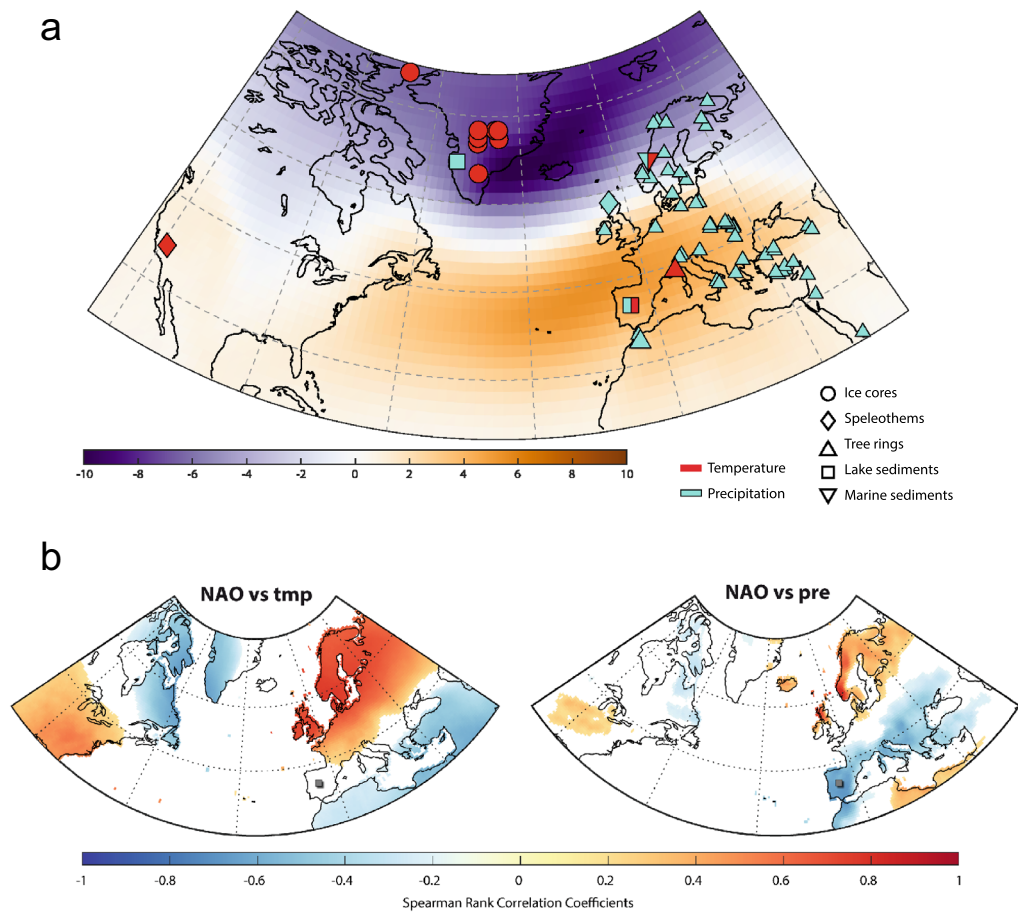 a
-10 -8 -6 -4 -2 0 2 4 6 8 10
Temperature
Precipitation
Ice cores
Speleothems
Tree rings
Lake sediments
Marine sediments
b
NAO vs tmp
NAO vs pre
-1 -0.8 -0.6 -0.4 -0.2 0 0.2 0.4 0.6 0.8 1
Spearman Rank Correlation Coefficients